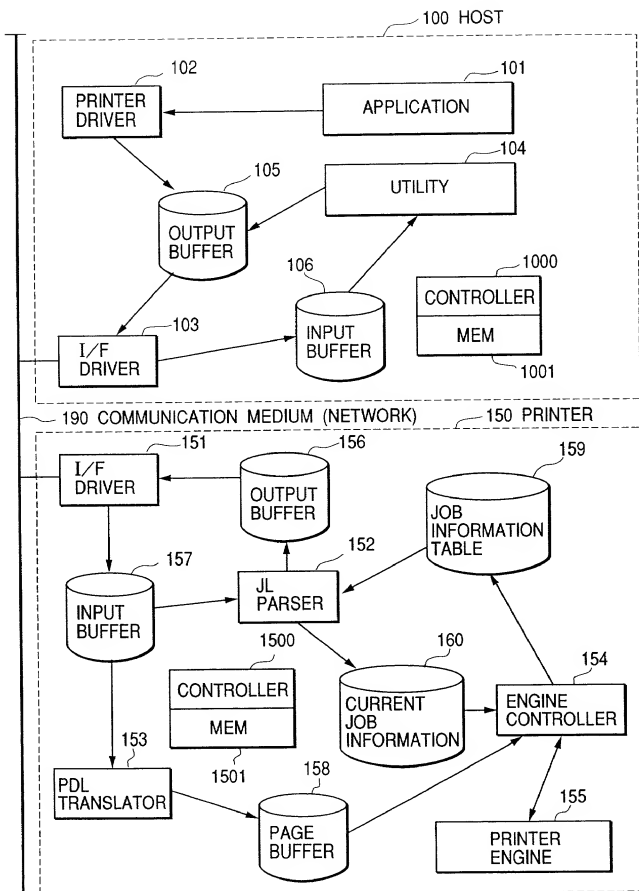 100 HOST
102
PRINTER
DRIVER
101
APPLICATION
104
UTILITY
105
OUTPUT
BUFFER
106
INPUT
BUFFER
1000
CONTROLLER
MEM
1001
103
I/F
DRIVER
190 COMMUNICATION MEDIUM (NETWORK)
150 PRINTER
151
I/F
DRIVER
156
OUTPUT
BUFFER
159
JOB
INFORMATION
TABLE
157
INPUT
BUFFER
152
JL
PARSER
1500
CONTROLLER
MEM
1501
160
CURRENT
JOB
INFORMATION
154
ENGINE
CONTROLLER
153
PDL
TRANSLATOR
158
PAGE
BUFFER
155
PRINTER
ENGINE